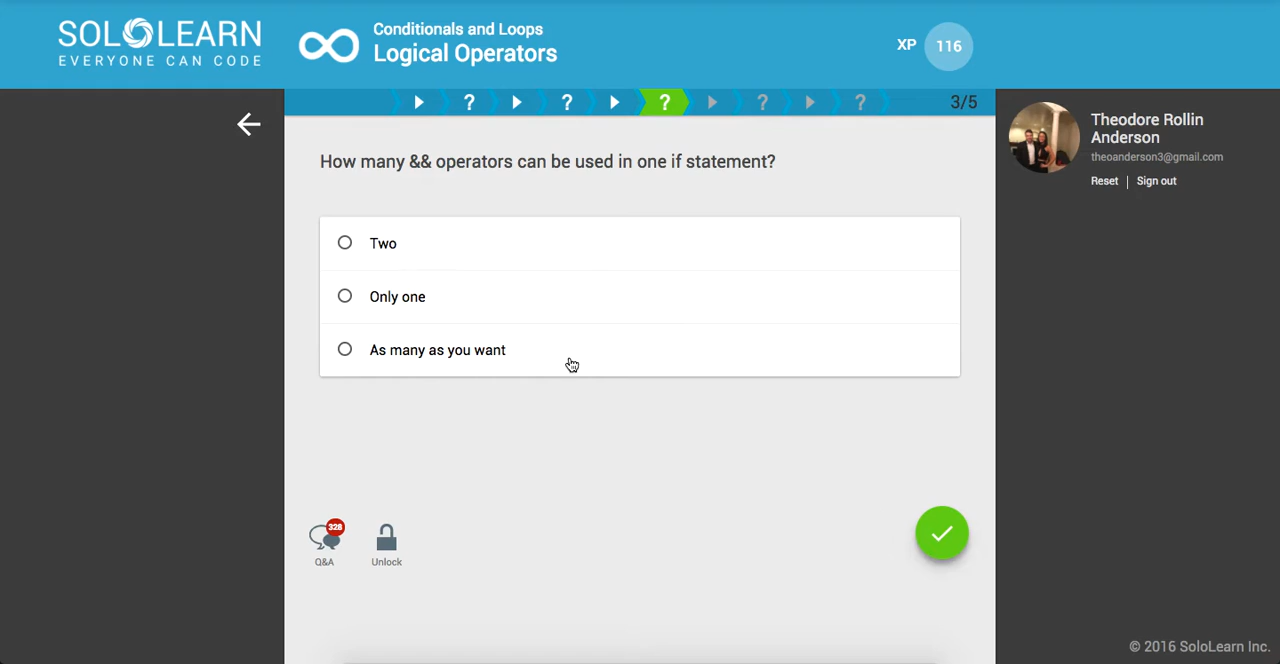 SOLOLEARN
EVERYONE CAN CODE
Conditionals and Loops
Logical Operators
XP 116
? ? ? ? ? 3/5
Theodore Rollin
Anderson
theoanderson3@gmail.com
Reset | Sign out
How many && operators can be used in one if statement?
Two
Only one
As many as you want
328
Q&A
Unlock
© 2016 SoloLearn Inc.